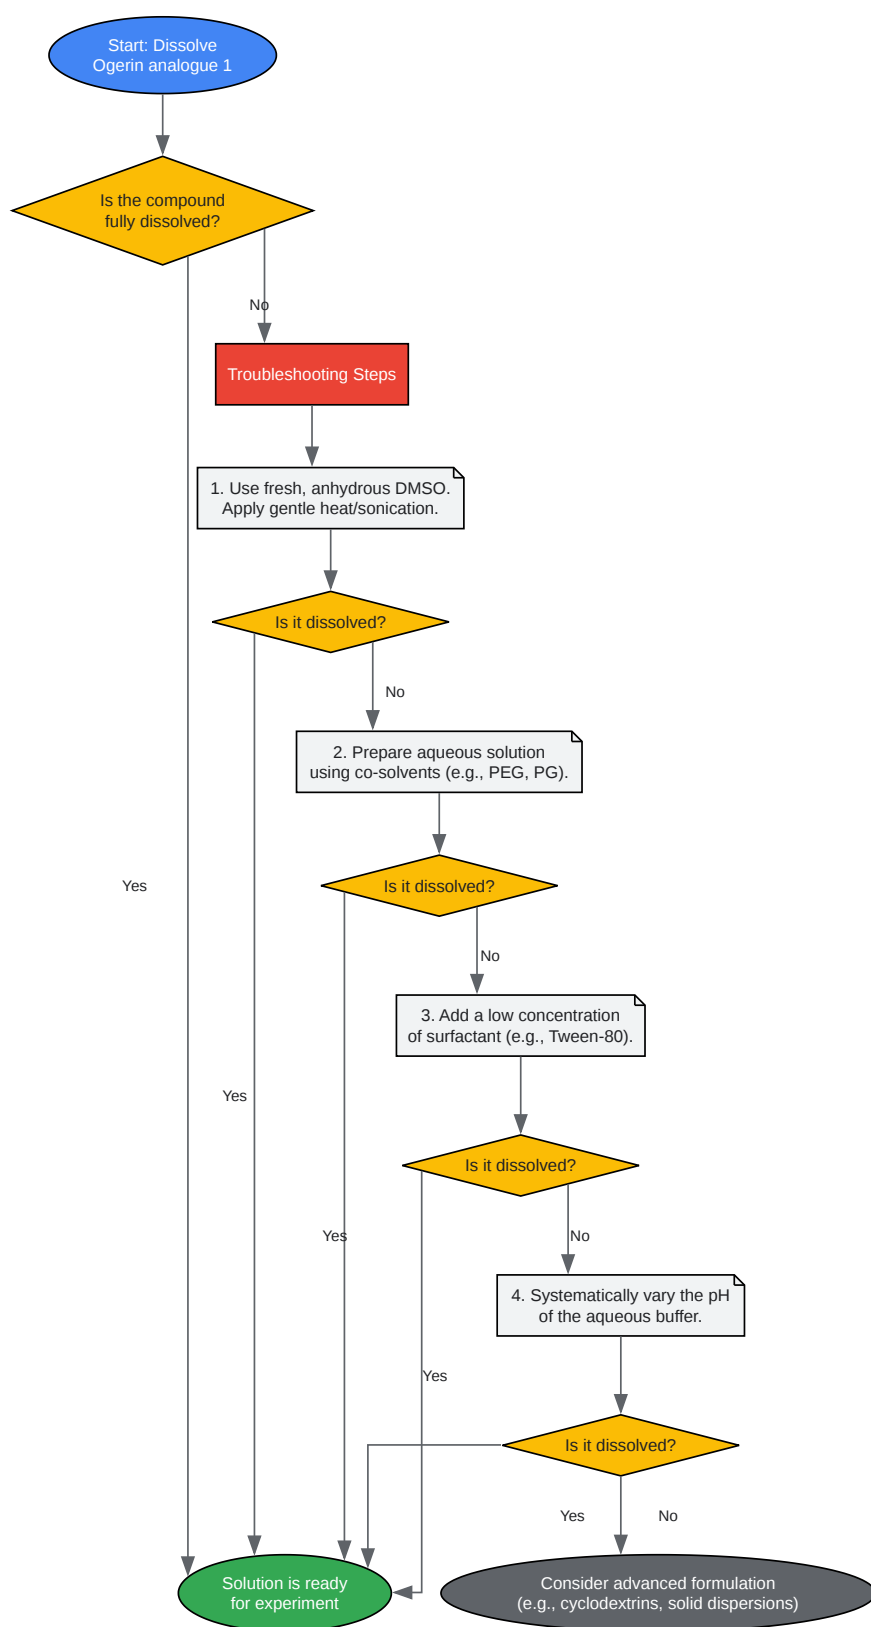 Start: Dissolve
Ogerin analogue 1
Is the compound
fully dissolved?
No
Troubleshooting Steps
1. Use fresh, anhydrous DMSO.
Apply gentle heat/sonication.
Is it dissolved?
No
2. Prepare aqueous solution
using co-solvents (e.g., PEG, PG).
Yes
Is it dissolved?
No
3. Add a low concentration
of surfactant (e.g., Tween-80).
Yes
Is it dissolved?
Yes
No
4. Systematically vary the pH
of the aqueous buffer.
Yes
Is it dissolved?
Yes
No
Solution is ready
for experiment
Consider advanced formulation
(e.g., cyclodextrins, solid dispersions)